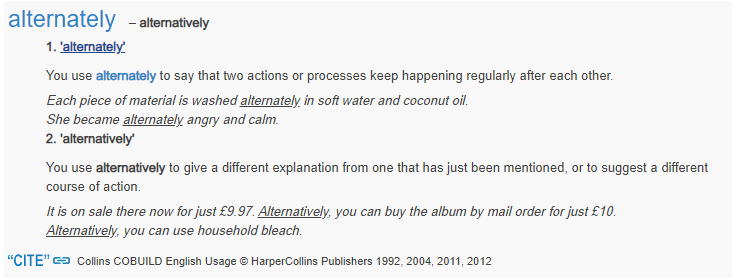 alternately – alternatively
1. 'alternately'
You use alternately to say that two actions or processes keep happening regularly after each other.
Each piece of material is washed alternately in soft water and coconut oil.
She became alternately angry and calm.
2. 'alternatively'
You use alternatively to give a different explanation from one that has just been mentioned, or to suggest a different
course of action.
It is on sale there now for just £9.97. Alternatively, you can buy the album by mail order for just £10.
Alternatively, you can use household bleach.
“CITE” Collins COBUILD English Usage © HarperCollins Publishers 1992, 2004, 2011, 2012